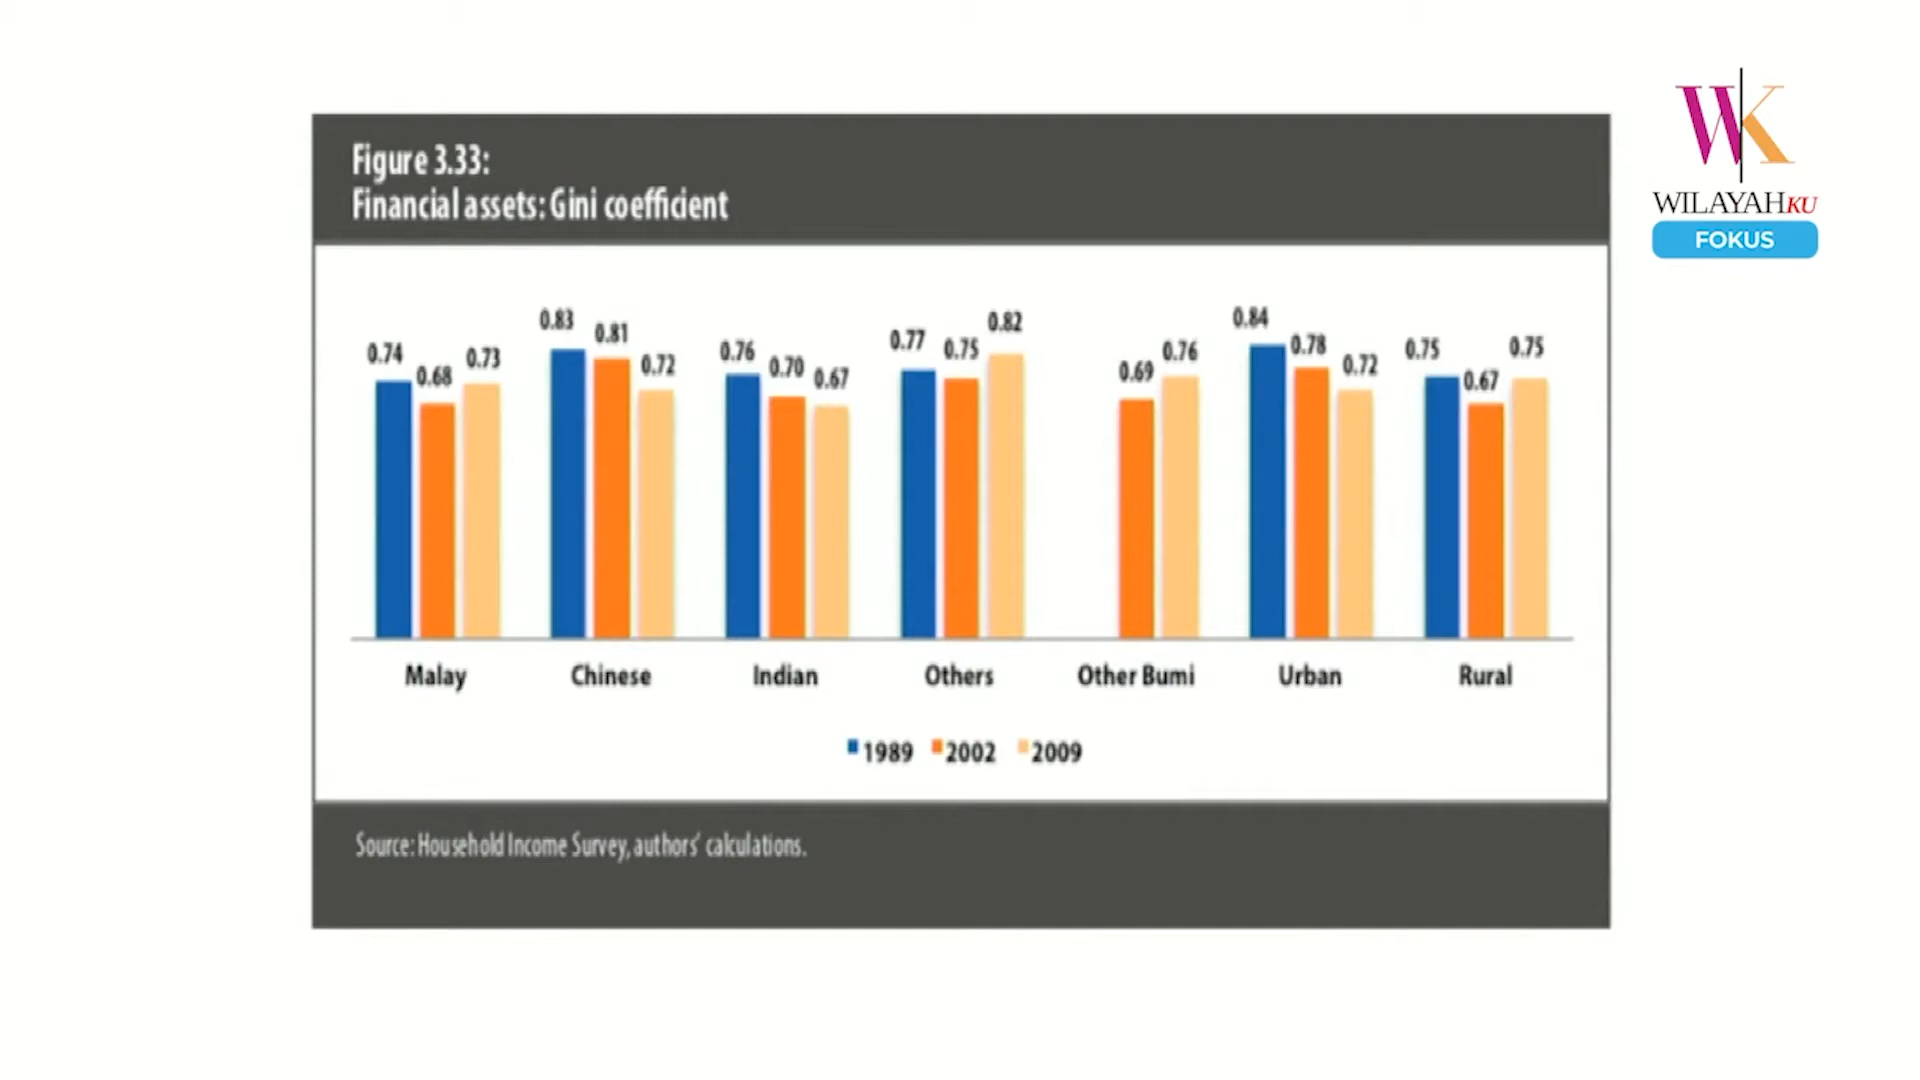 WK
WILAYAHKU
FOKUS
Figure 3.33:
Financial assets: Gini coefficient
0.74 0.68 0.73 0.83 0.81 0.72 0.76 0.70 0.67 0.77 0.75 0.82 0.69 0.76 0.84 0.78 0.72 0.75 0.67 0.75
Malay Chinese Indian Others Other Bumi Urban Rural
1989 2002 2009
Source: Household Income Survey, authors' calculations.